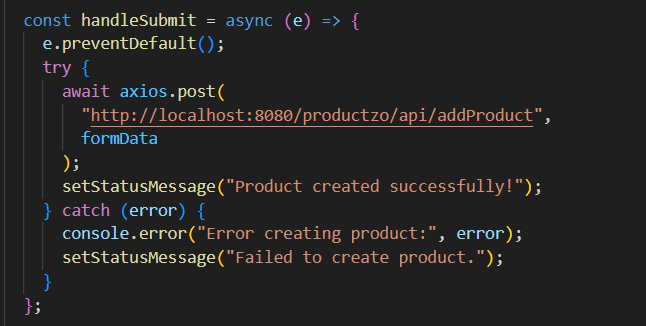 const handleSubmit = async (e) => {
  e.preventDefault();
  try {
    await axios.post(
      "http://localhost:8080/productzo/api/addProduct",
      formData
    );
    setStatusMessage("Product created successfully!");
  } catch (error) {
    console.error("Error creating product:", error);
    setStatusMessage("Failed to create product.");
  }
};